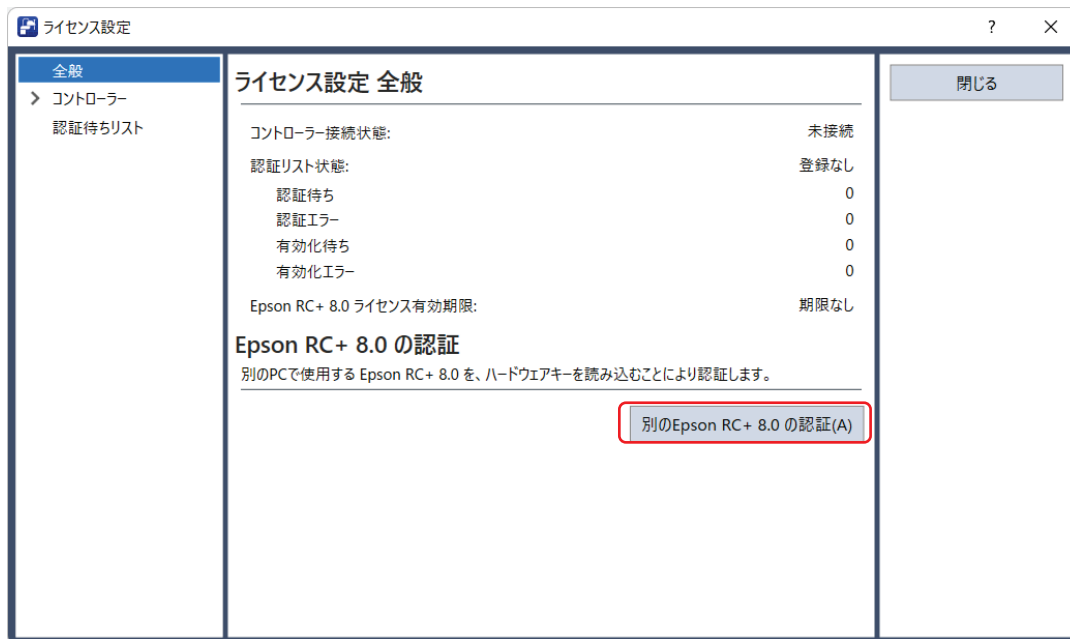 ライセンス設定
?
×
全般
> コントローラー
認証待ちリスト
ライセンス設定 全般
コントローラー接続状態: 未接続
認証リスト状態: 登録なし
認証待ち 0
認証エラー 0
有効化待ち 0
有効化エラー 0
Epson RC+ 8.0 ライセンス有効期限: 期限なし
Epson RC+ 8.0 の認証
別のPCで使用する Epson RC+ 8.0 を、ハードウェアキーを読み込むことにより認証します。
別のEpson RC+ 8.0 の認証(A)
閉じる